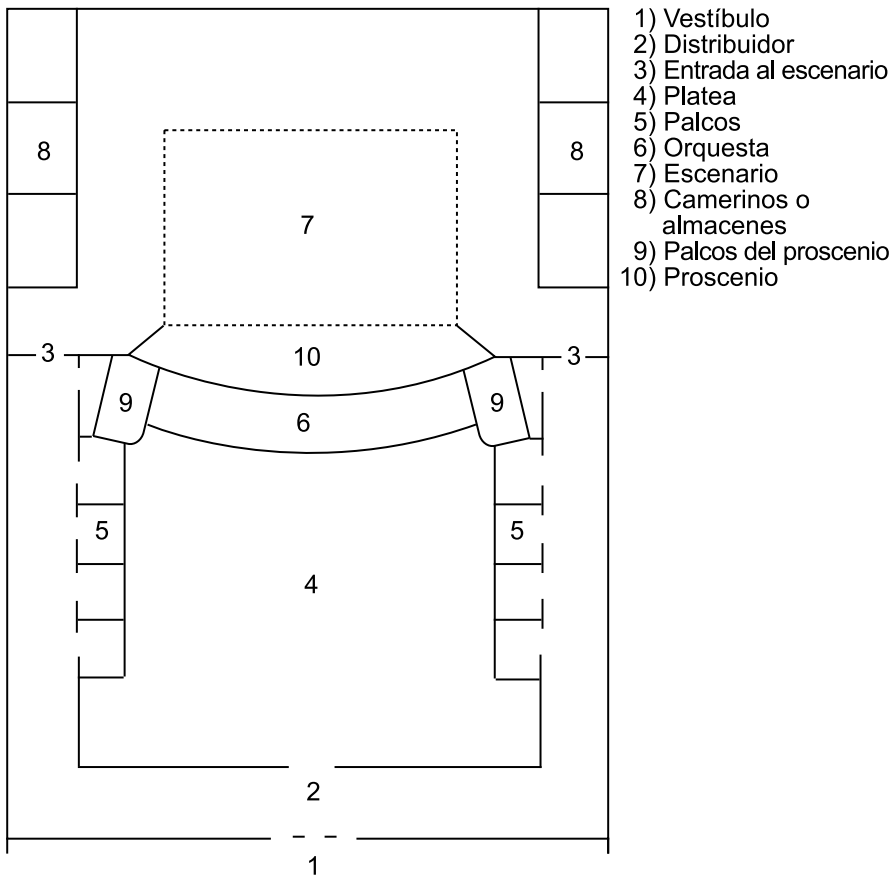 1) Vestíbulo
2) Distribuidor
3) Entrada al escenario
4) Platea
5) Palcos
6) Orquesta
7) Escenario
8) Camerinos o
almacenes
9) Palcos del proscenio
10) Proscenio
8
8
7
3
10
3
9
9
6
5
5
4
2
1